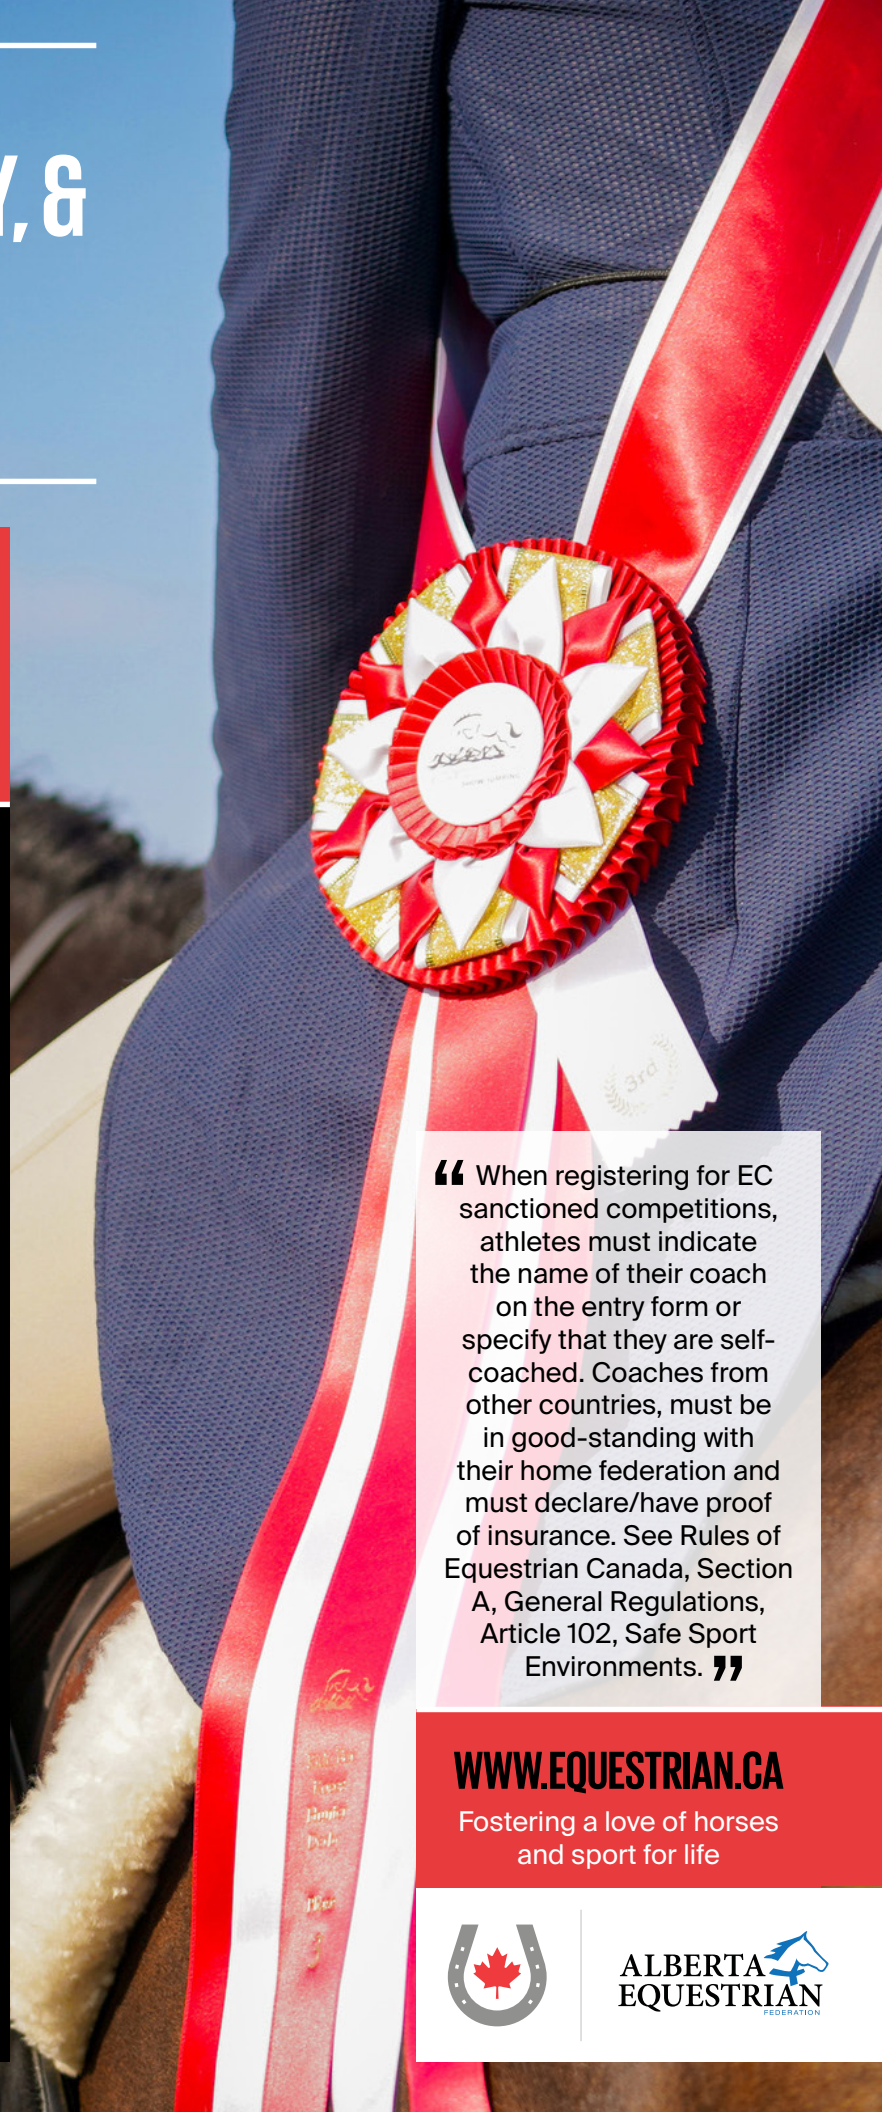 Y, &
3rd
“ When registering for EC
sanctioned competitions,
athletes must indicate
the name of their coach
on the entry form or
specify that they are self-
coached. Coaches from
other countries, must be
in good-standing with
their home federation and
must declare/have proof
of insurance. See Rules of
Equestrian Canada, Section
A, General Regulations,
Article 102, Safe Sport
Environments. ”
WWW.EQUESTRIAN.CA
Fostering a love of horses
and sport for life
ALBERTA
EQUESTRIAN
FEDERATION